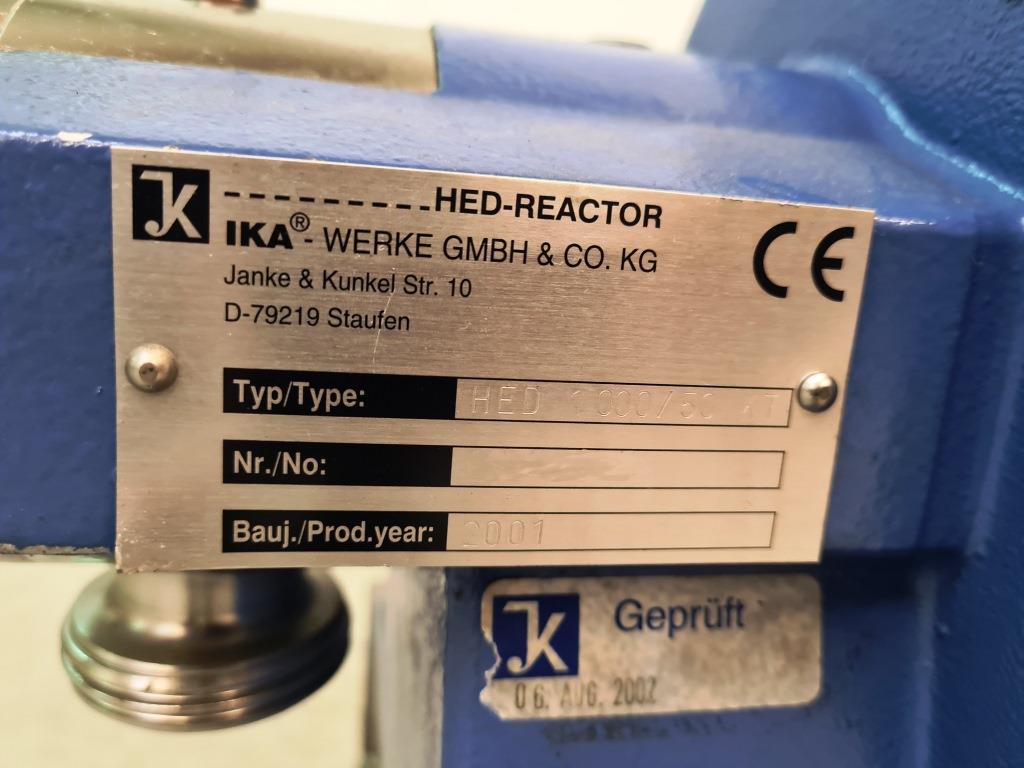 JK
---------HED-REACTOR
IKA®- WERKE GMBH & CO. KG
Janke & Kunkel Str. 10
D-79219 Staufen
CE
Typ/Type: HED 1000/50 KT
Nr./No:
Bauj./Prod.year: 2001
JK Geprüft
06. AUG. 2002